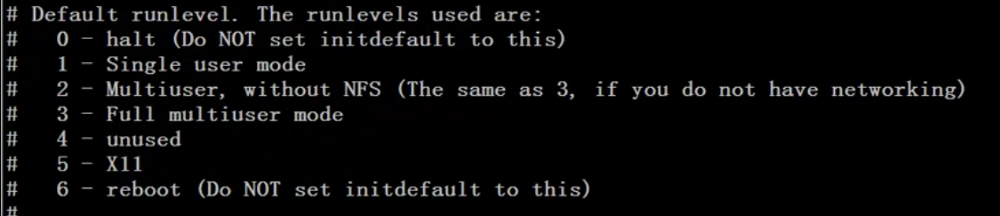 # Default runlevel. The runlevels used are:
#   0 - halt (Do NOT set initdefault to this)
#   1 - Single user mode
#   2 - Multiuser, without NFS (The same as 3, if you do not have networking)
#   3 - Full multiuser mode
#   4 - unused
#   5 - X11
#   6 - reboot (Do NOT set initdefault to this)
#